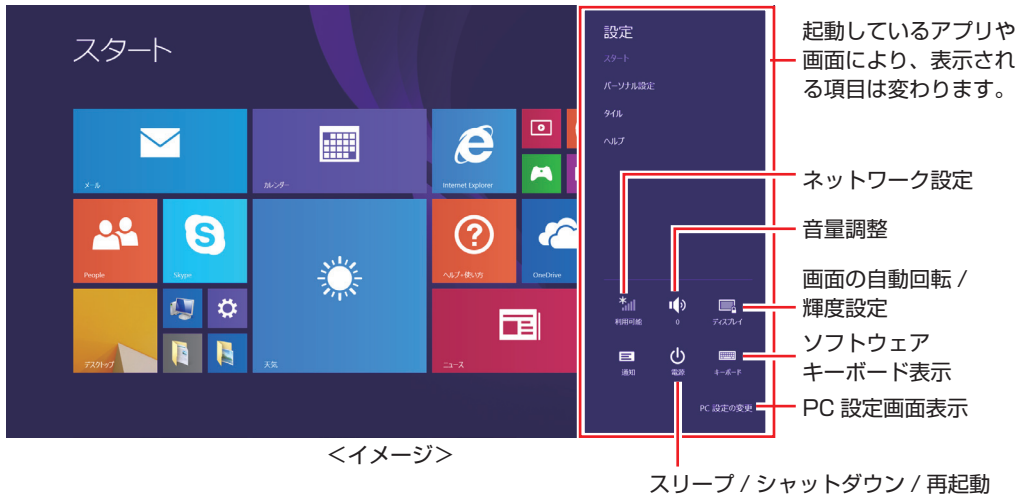 スタート
メール
カレンダー
Internet Explorer
People
Skype
ヘルプ+使い方
OneDrive
デスクトップ
天気
ニュース
設定
スタート
パーソナル設定
タイル
ヘルプ
利用可能
0
ディスプレイ
通知
電源
キーボード
PC 設定の変更
起動しているアプリや
画面により、表示され
る項目は変わります。
ネットワーク設定
音量調整
画面の自動回転 /
輝度設定
ソフトウェア
キーボード表示
PC 設定画面表示
<イメージ>
スリープ / シャットダウン / 再起動